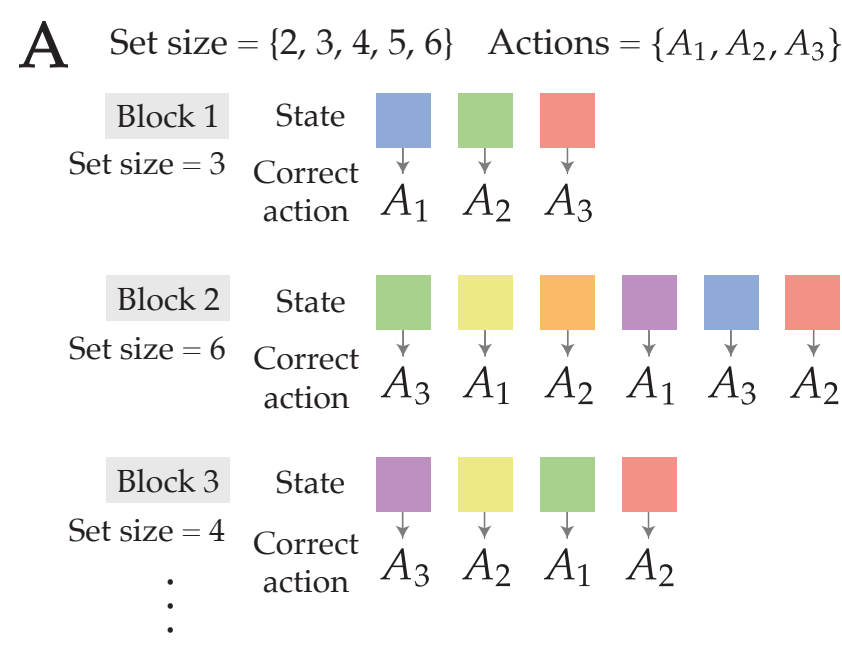 A Set size = {2, 3, 4, 5, 6} Actions = {A₁, A₂, A₃}
Block 1 State
Set size = 3
Correct
action A₁ A₂ A₃
Block 2 State
Set size = 6
Correct
action A₃ A₁ A₂ A₁ A₃ A₂
Block 3 State
Set size = 4
Correct
action A₃ A₂ A₁ A₂